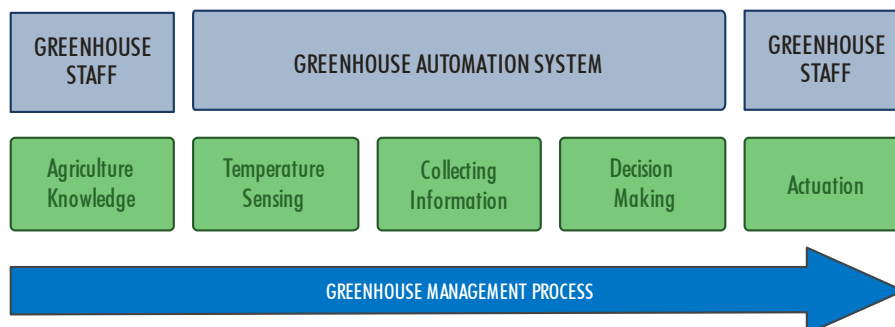 GREENHOUSE
STAFF
GREENHOUSE AUTOMATION SYSTEM
GREENHOUSE
STAFF
Agriculture
Knowledge
Temperature
Sensing
Collecting
Information
Decision
Making
Actuation
GREENHOUSE MANAGEMENT PROCESS